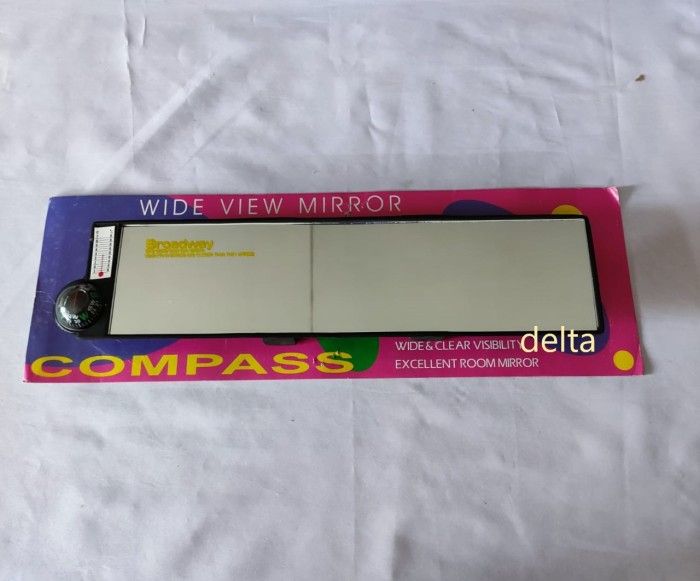 WIDE VIEW MIRROR
Broadway
delta
COMPASS
WIDE & CLEAR VISIBILITY
EXCELLENT ROOM MIRROR